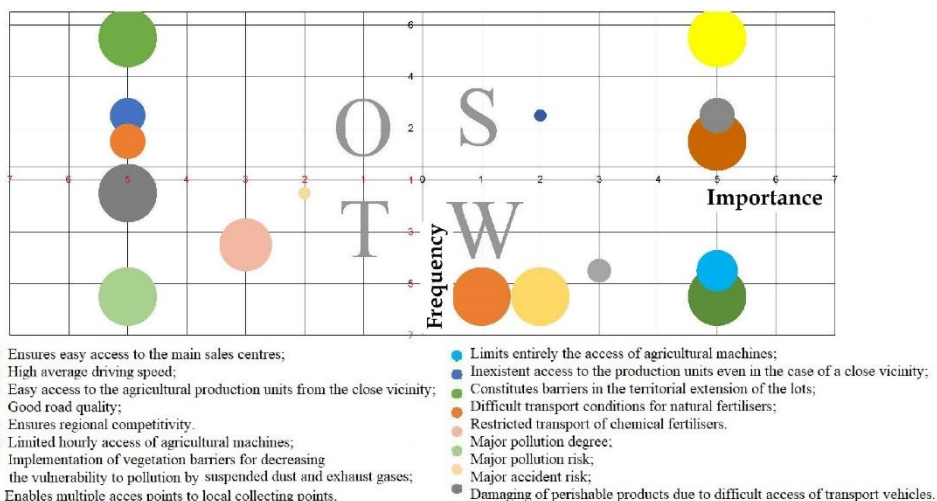 6
4
O S
2
7 6 5 4 3 2 1 1 0 1 2 3 4 5 6 7
Importance
T W
3
Frequency
5
7
Ensures easy access to the main sales centres;
High average driving speed;
Easy access to the agricultural production units from the close vicinity;
Good road quality;
Ensures regional competitivity.
Limited hourly access of agricultural machines;
Implementation of vegetation barriers for decreasing
the vulnerability to pollution by suspended dust and exhaust gases;
Enables multiple acces points to local collecting points.
Limits entirely the access of agricultural machines;
Inexistent access to the production units even in the case of a close vicinity;
Constitutes barriers in the territorial extension of the lots;
Difficult transport conditions for natural fertilisers;
Restricted transport of chemical fertilisers.
Major pollution degree;
Major pollution risk;
Major accident risk;
Damaging of perishable products due to difficult access of transport vehicles.